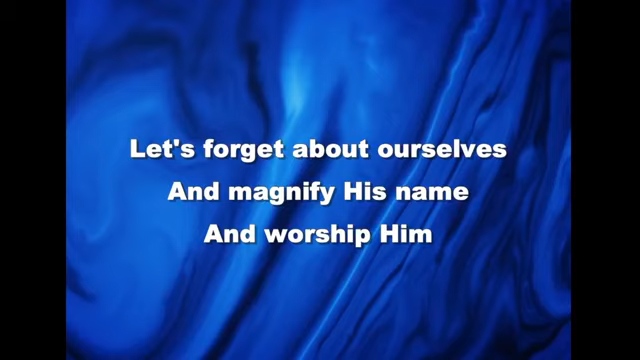 Let's forget about ourselves
And magnify His name
And worship Him